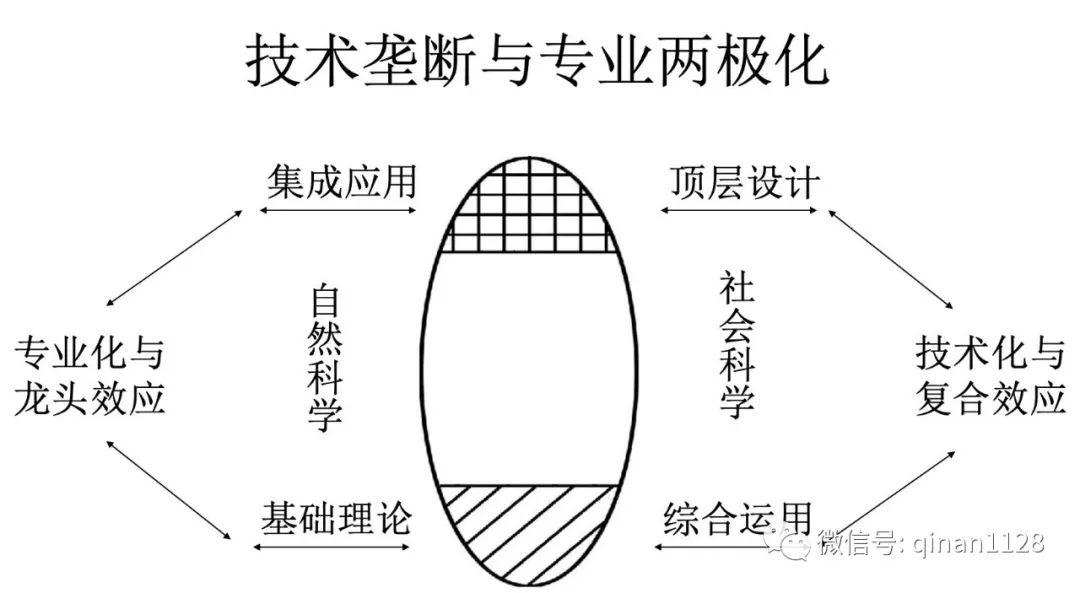 技术垄断与专业两极化
集成应用
顶层设计
自然科学
社会科学
专业化与
龙头效应
技术化与
复合效应
基础理论
综合运用
微信号: qinan1128